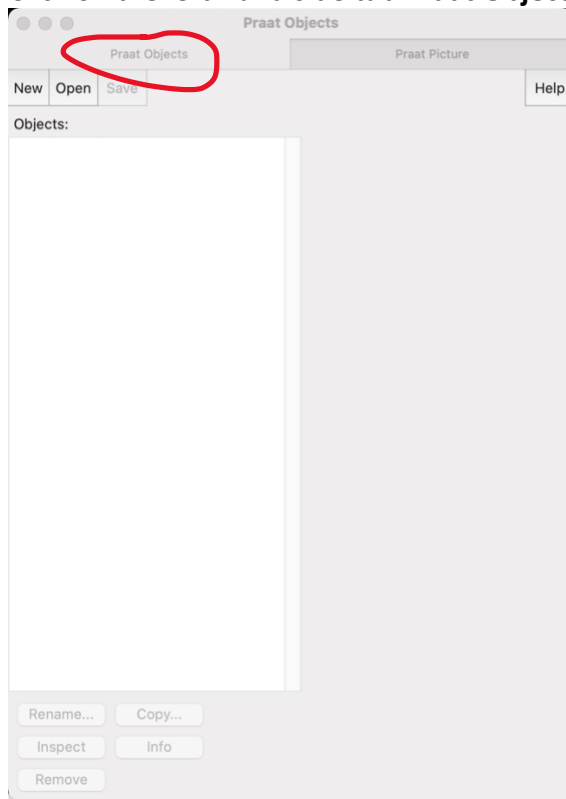 Praat Objects
Praat Objects Praat Picture
New Open Save Help
Objects:
Rename... Copy...
Inspect Info
Remove